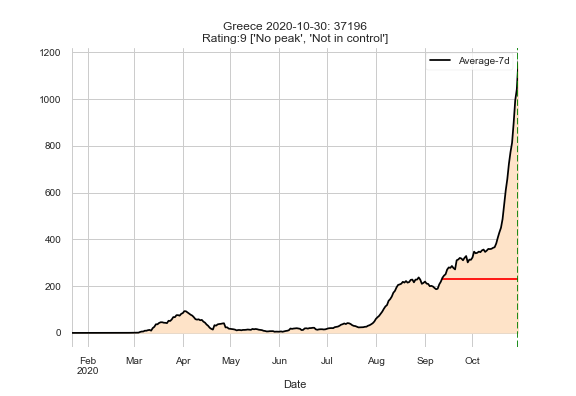 Greece 2020-10-30: 37196
Rating:9 ['No peak', 'Not in control']
Average-7d
1200
1000
800
600
400
200
0
Feb Mar Apr May Jun Jul Aug Sep Oct
2020
Date